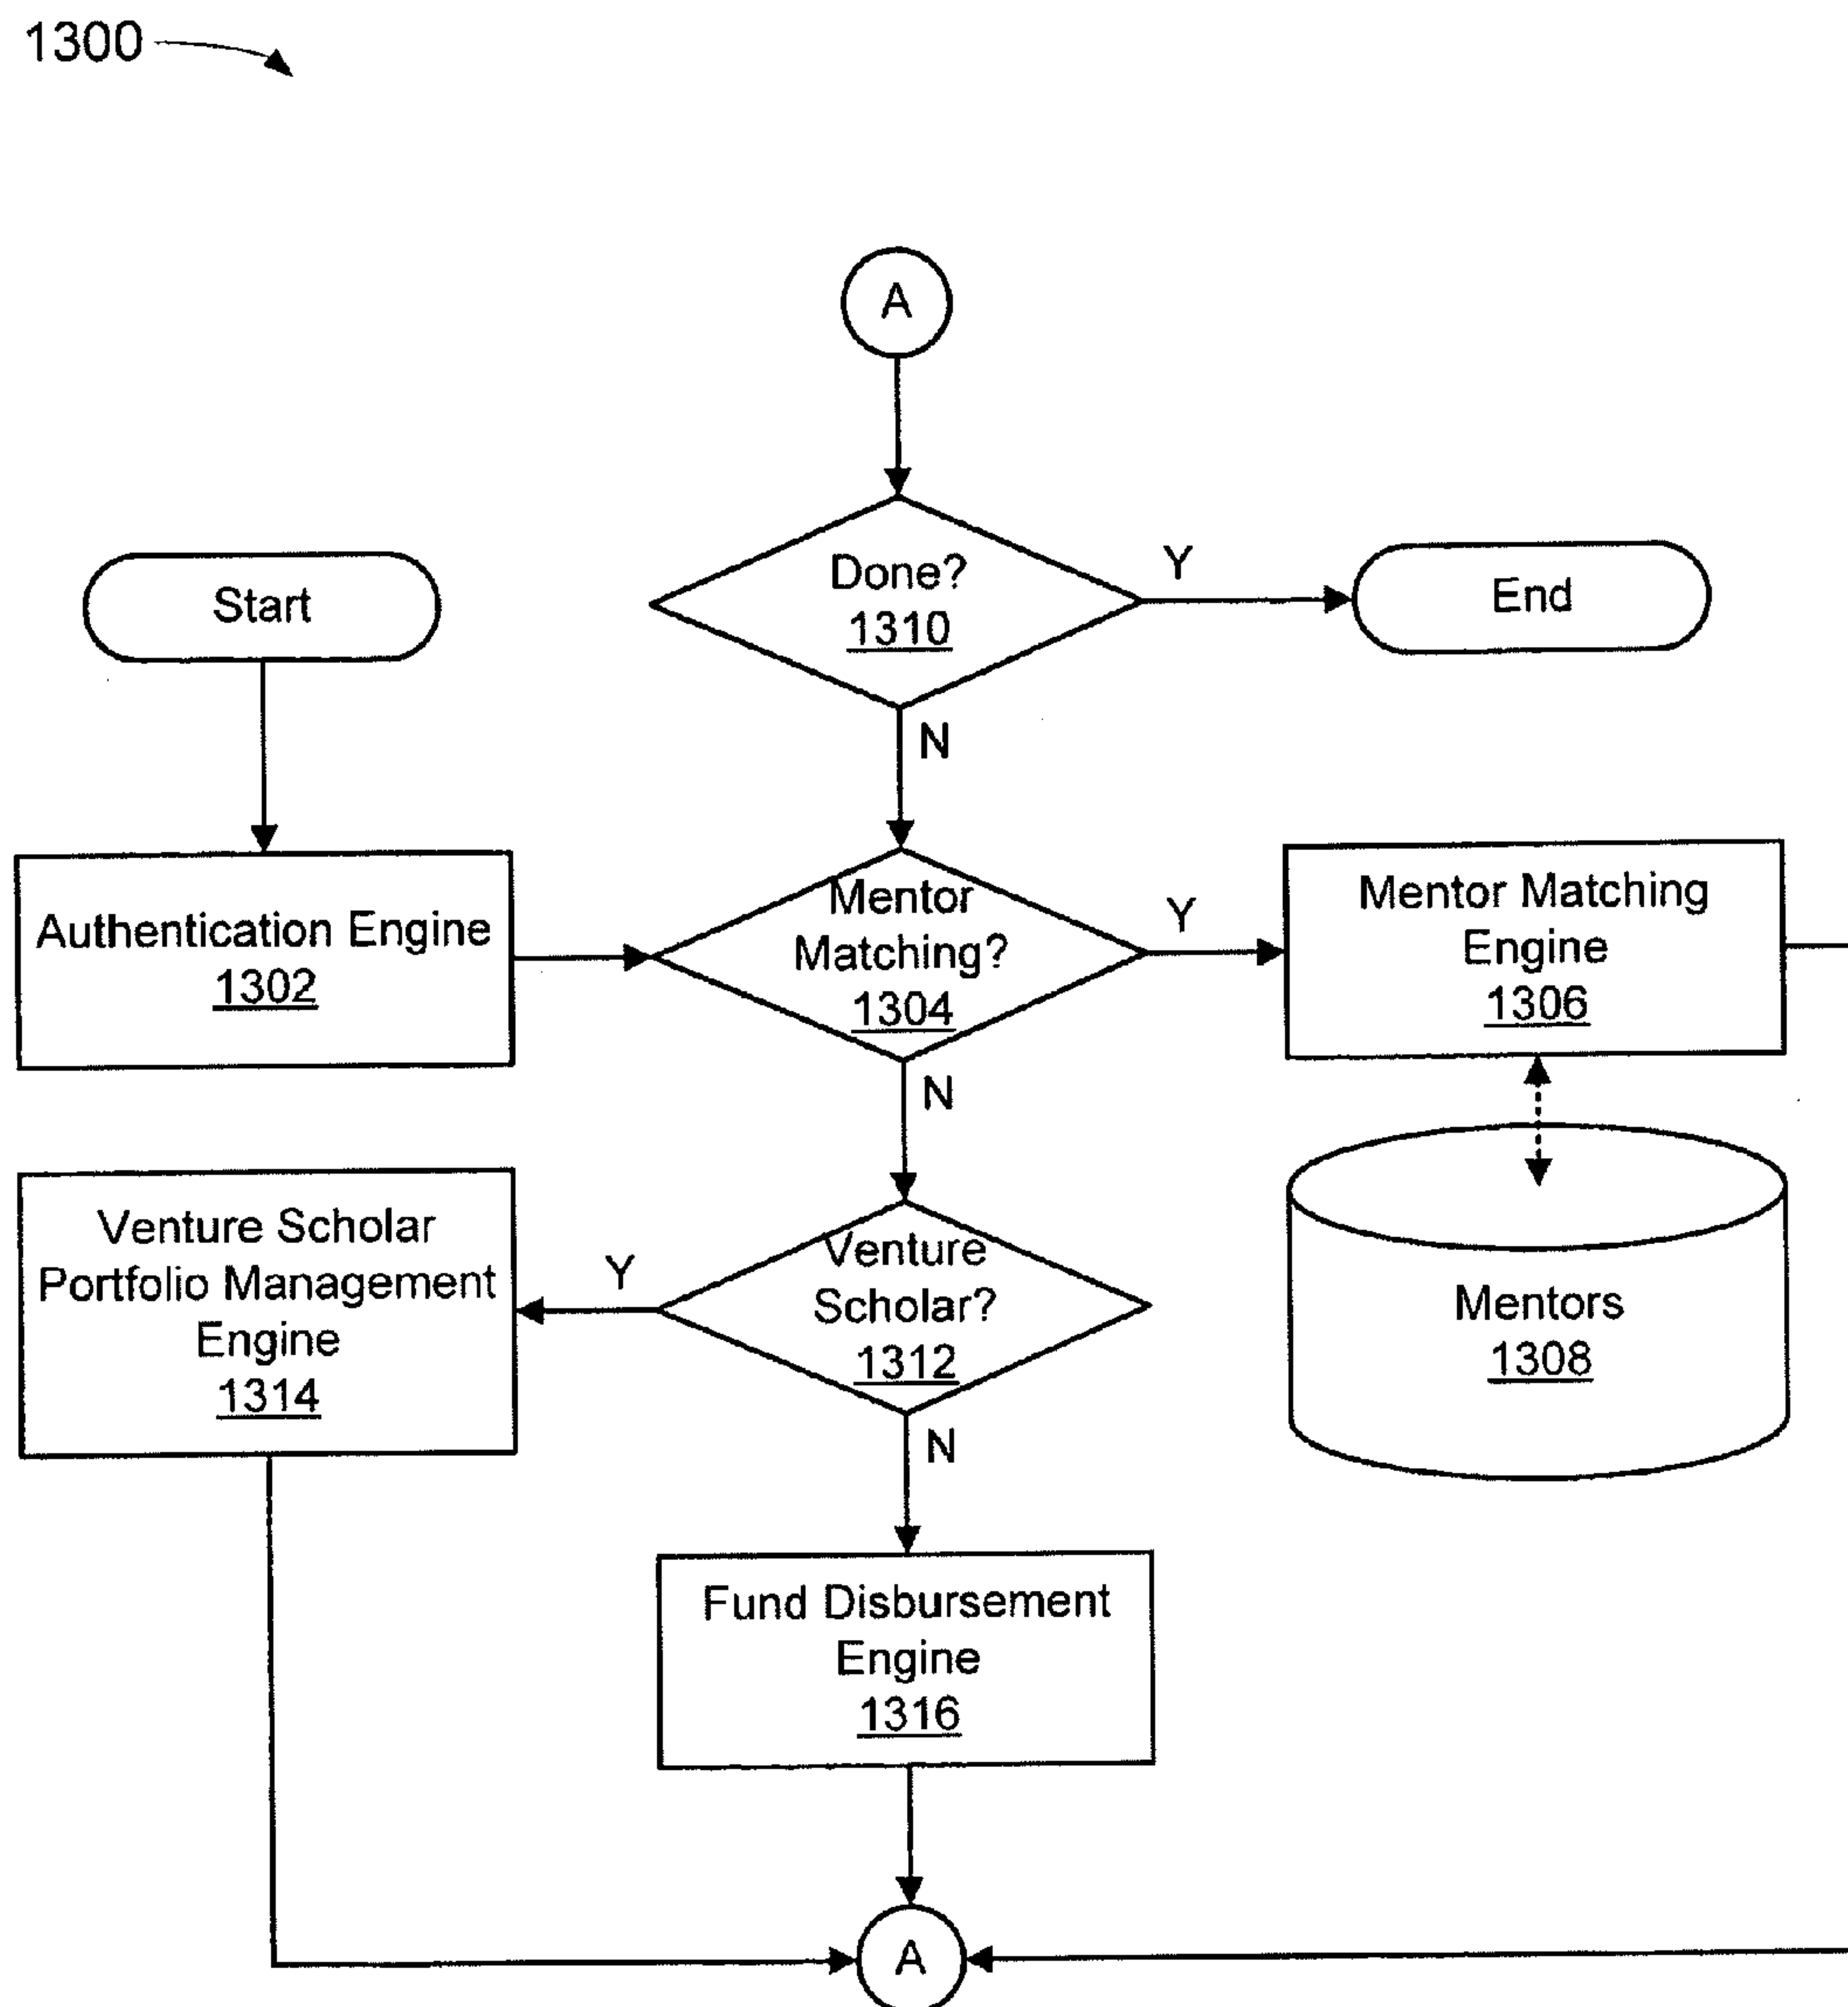 1300
A
Done?
1310
Y
End
Start
N
Authentication Engine
1302
Mentor
Matching?
1304
Y
Mentor Matching
Engine
1306
N
Venture Scholar
Portfolio Management
Engine
1314
Y
Venture
Scholar?
1312
Mentors
1308
N
Fund Disbursement
Engine
1316
A